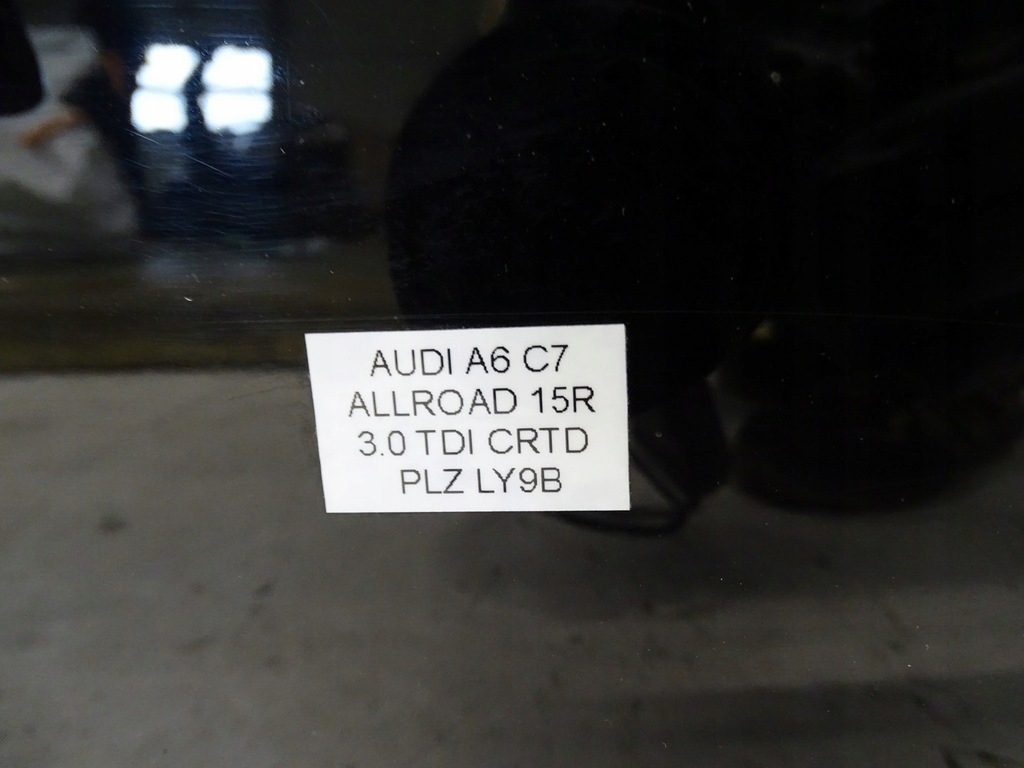 AUDI A6 C7
ALLROAD 15R
3.0 TDI CRTD
PLZ LY9B